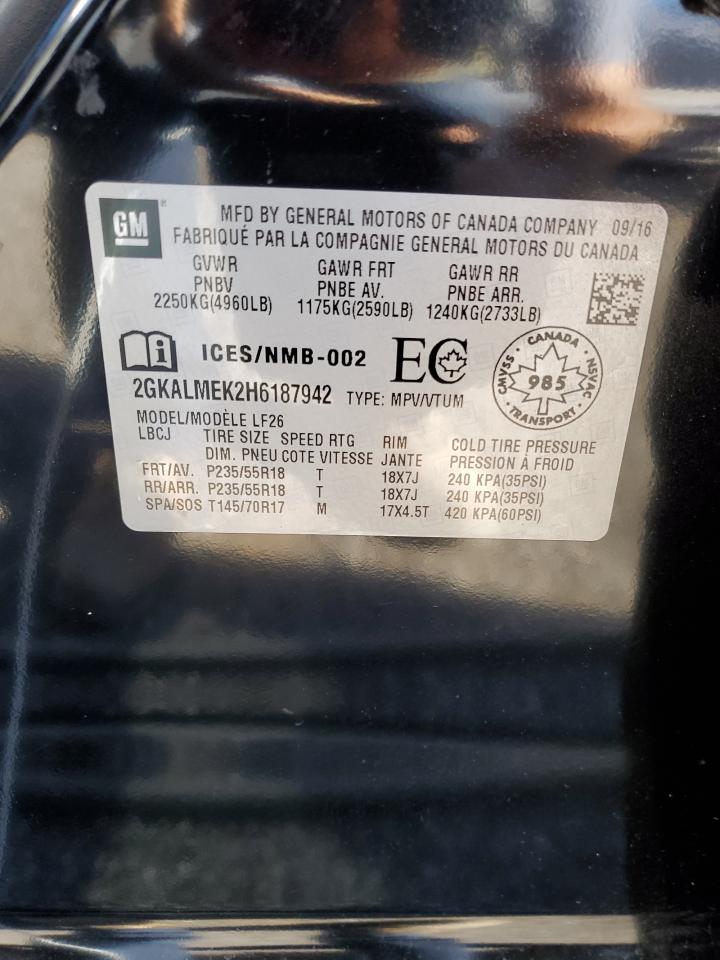 GM
MFD BY GENERAL MOTORS OF CANADA COMPANY 09/16
FABRIQUÉ PAR LA COMPAGNIE GENERAL MOTORS DU CANADA
GVWR GAWR FRT GAWR RR
PNBV PNBE AV. PNBE ARR.
2250KG(4960LB) 1175KG(2590LB) 1240KG(2733LB)
i ICES/NMB-002 EC
CANADA
CMVSS 985 NSVAC
TRANSPORT
2GKALMEK2H6187942 TYPE: MPV/VTUM
MODEL/MODÈLE LF26
LBCJ TIRE SIZE SPEED RTG RIM COLD TIRE PRESSURE
DIM. PNEU COTE VITESSE JANTE PRESSION À FROID
FRT/AV. P235/55R18 T 18X7J 240 KPA(35PSI)
RR/ARR. P235/55R18 T 18X7J 240 KPA(35PSI)
SPA/SOS T145/70R17 M 17X4.5T 420 KPA(60PSI)